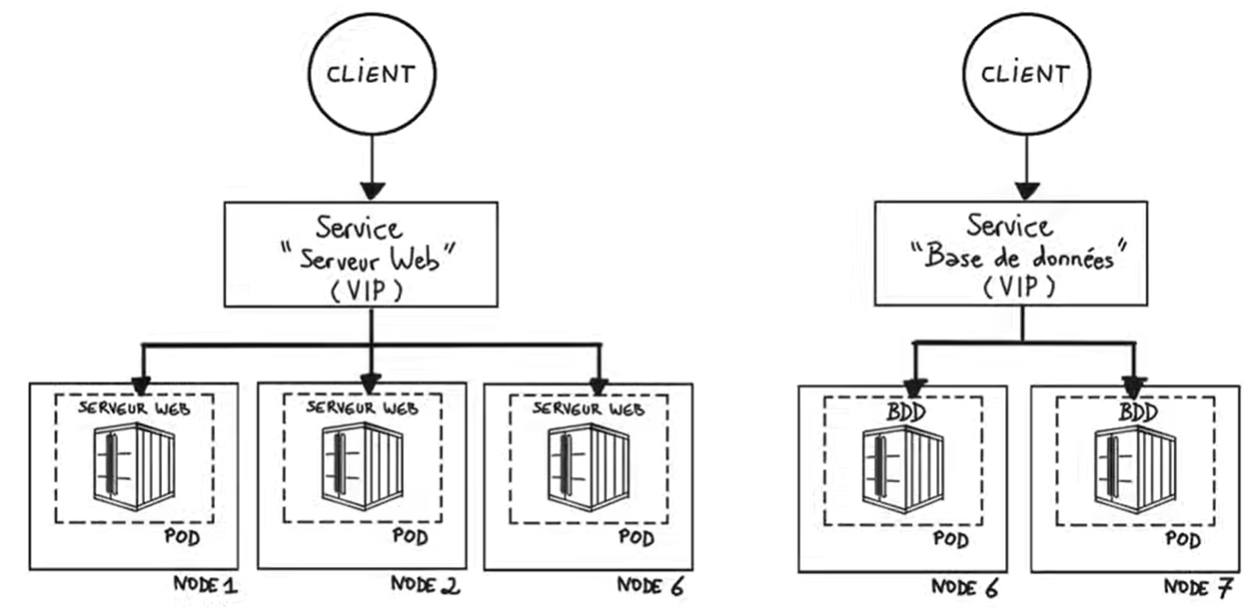 CLIENT
Service
"Serveur Web"
(VIP)
SERVEUR WEB
POD
NODE 1
SERVEUR WEB
POD
NODE 2
SERVEUR WEB
POD
NODE 6
CLIENT
Service
"Base de données"
(VIP)
BDD
POD
NODE 6
BDD
POD
NODE 7